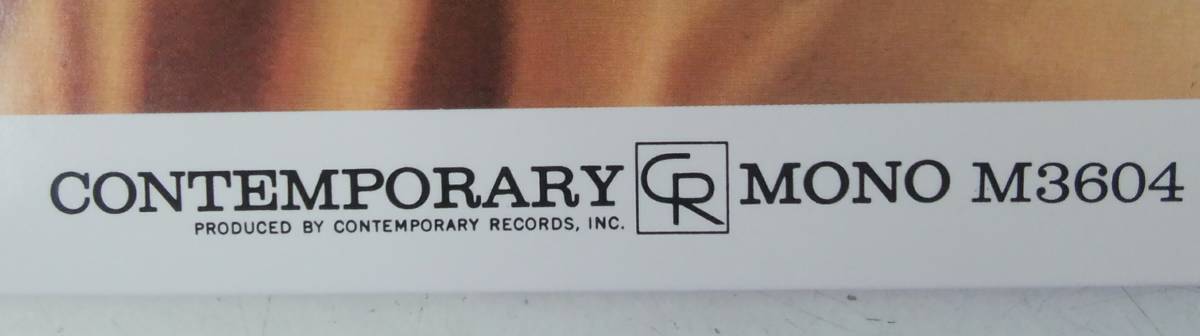 CONTEMPORARY CR MONO M3604
PRODUCED BY CONTEMPORARY RECORDS, INC.